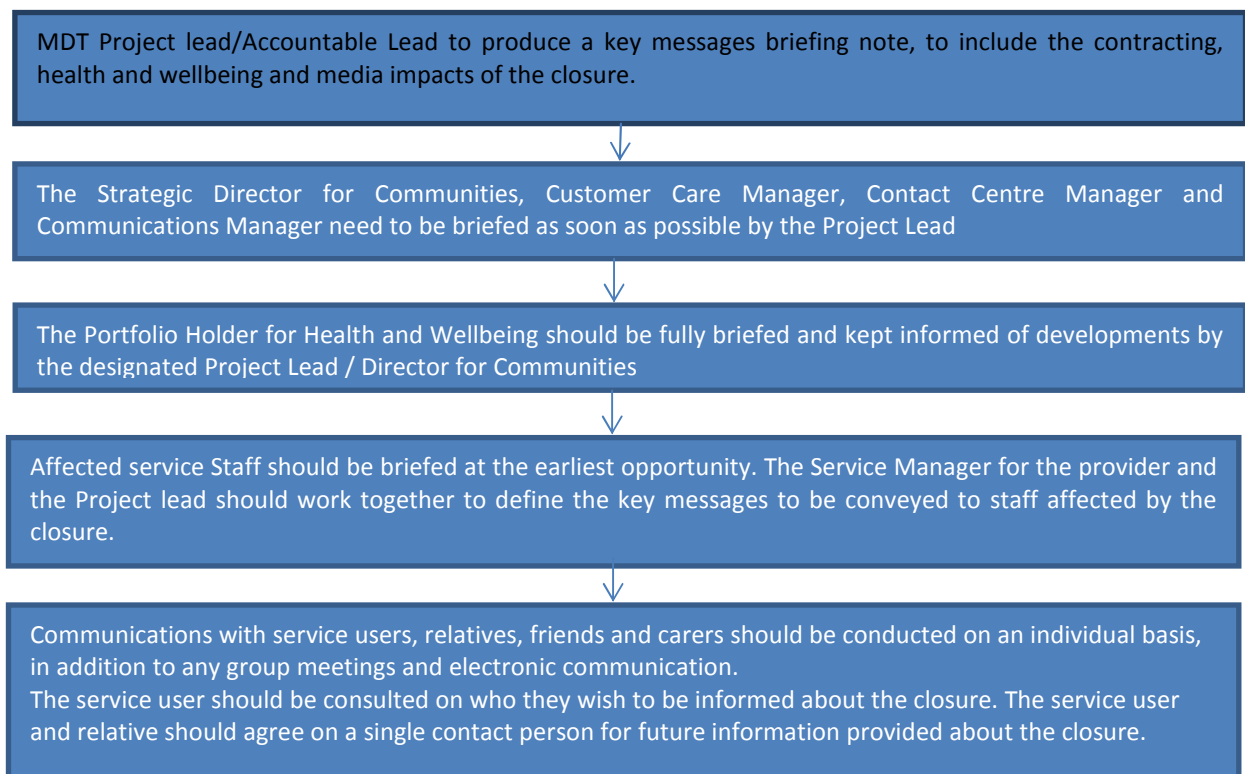 MDT Project lead/Accountable Lead to produce a key messages briefing note, to include the contracting,
health and wellbeing and media impacts of the closure.
The Strategic Director for Communities, Customer Care Manager, Contact Centre Manager and
Communications Manager need to be briefed as soon as possible by the Project Lead
The Portfolio Holder for Health and Wellbeing should be fully briefed and kept informed of developments by
the designated Project Lead / Director for Communities
Affected service Staff should be briefed at the earliest opportunity. The Service Manager for the provider and
the Project lead should work together to define the key messages to be conveyed to staff affected by the
closure.
Communications with service users, relatives, friends and carers should be conducted on an individual basis,
in addition to any group meetings and electronic communication.
The service user should be consulted on who they wish to be informed about the closure. The service user
and relative should agree on a single contact person for future information provided about the closure.